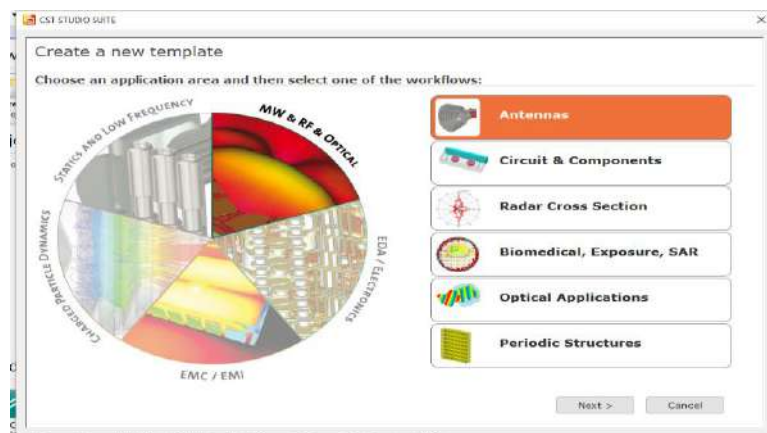 CST STUDIO SUITE
Create a new template
Choose an application area and then select one of the workflows:
STATICS AND LOW FREQUENCY
MW & RF & OPTICAL
EDA / ELECTRONICS
EMC / EMI
CHARGED PARTICLE DYNAMICS
Antennas
Circuit & Components
Radar Cross Section
Biomedical, Exposure, SAR
Optical Applications
Periodic Structures
Next >
Cancel